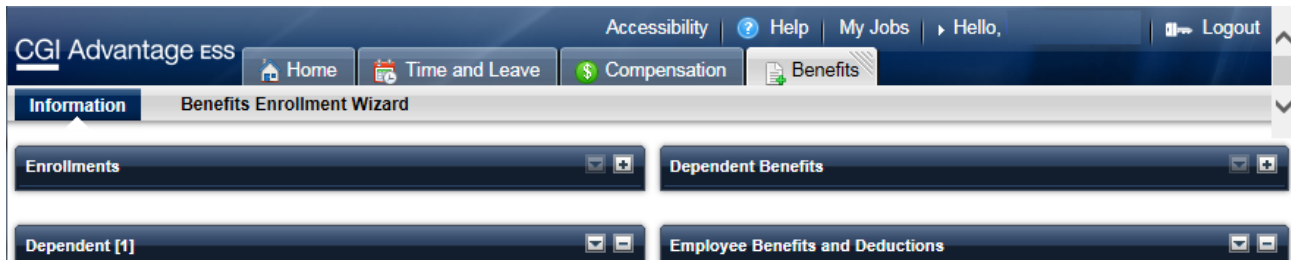 Accessibility Help My Jobs Hello, Logout
CGI Advantage ESS
Home Time and Leave Compensation Benefits
Information Benefits Enrollment Wizard
Enrollments Dependent Benefits
Dependent [1] Employee Benefits and Deductions